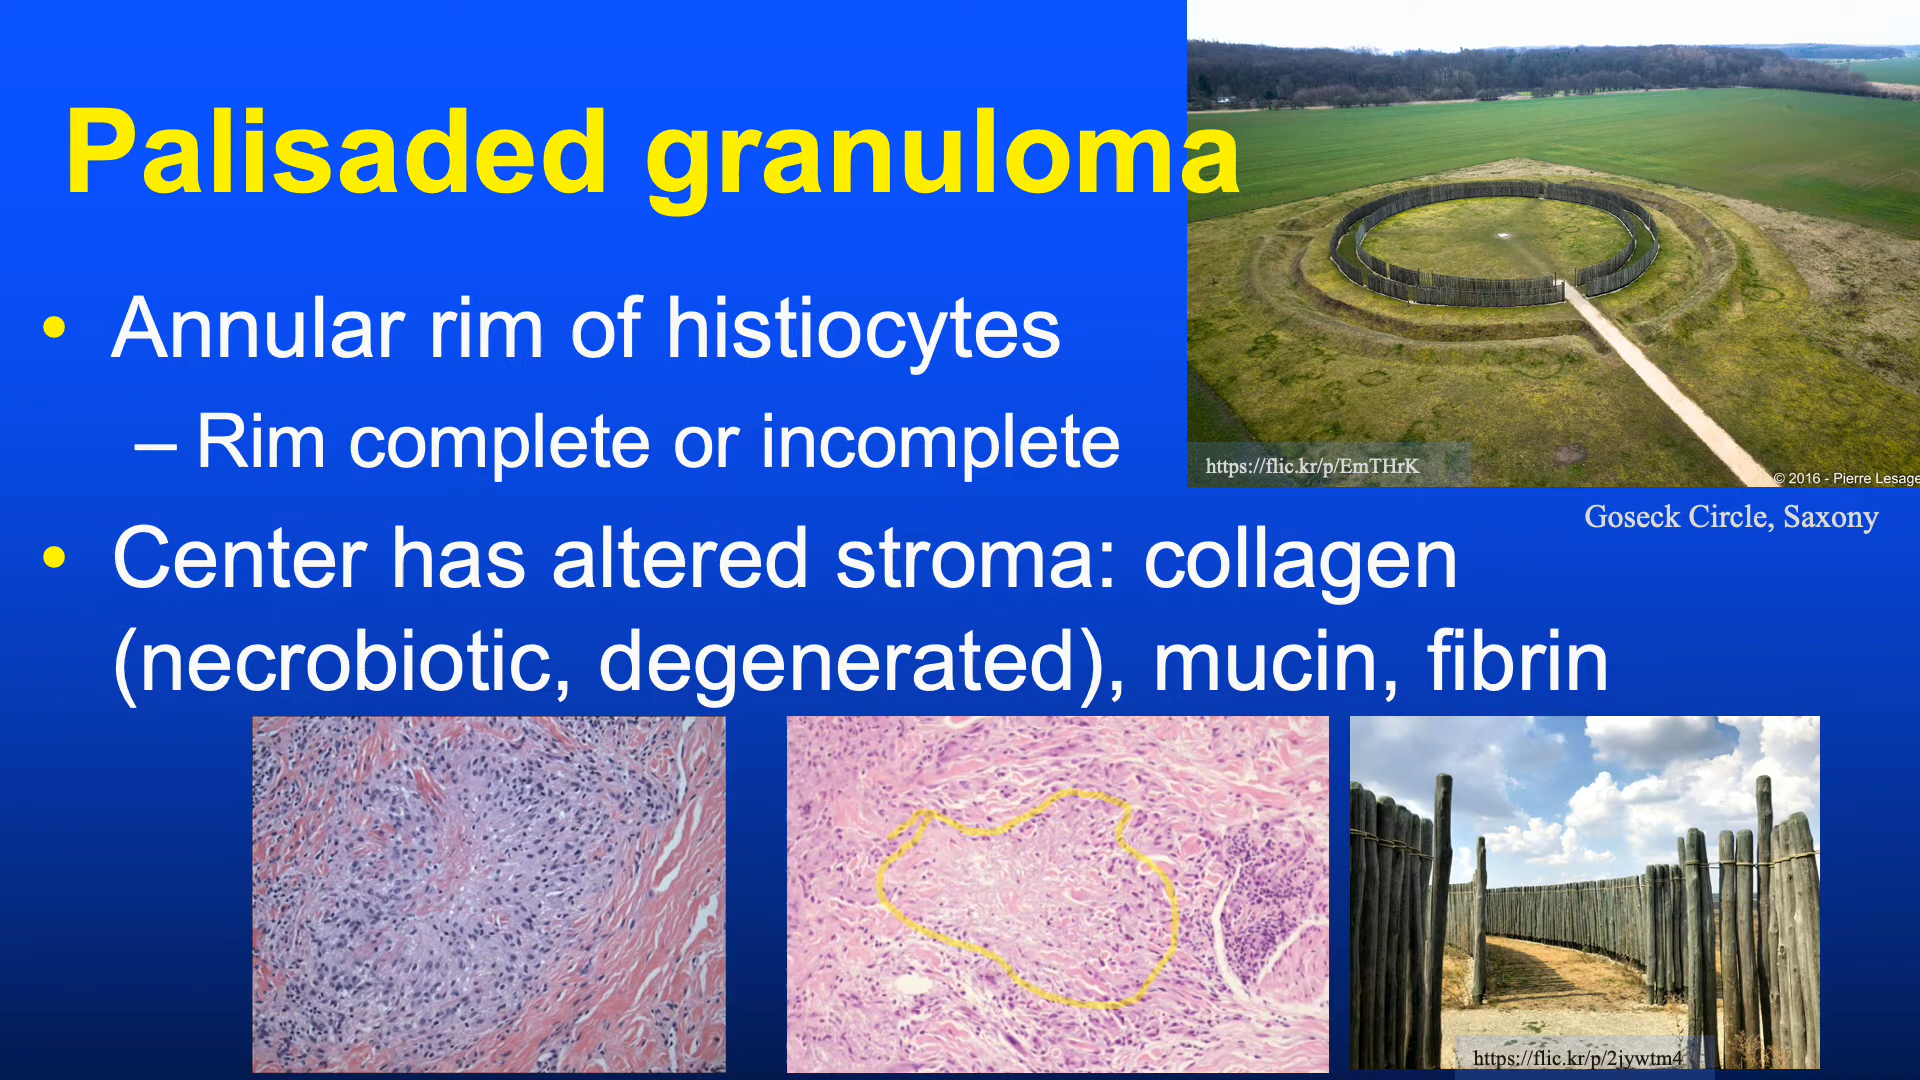 Palisaded granuloma
• Annular rim of histiocytes
– Rim complete or incomplete
https://flic.kr/p/EmTHrK
© 2016 - Pierre Lesage
Goseck Circle, Saxony
• Center has altered stroma: collagen
(necrobiotic, degenerated), mucin, fibrin
https://flic.kr/p/2jywtm4